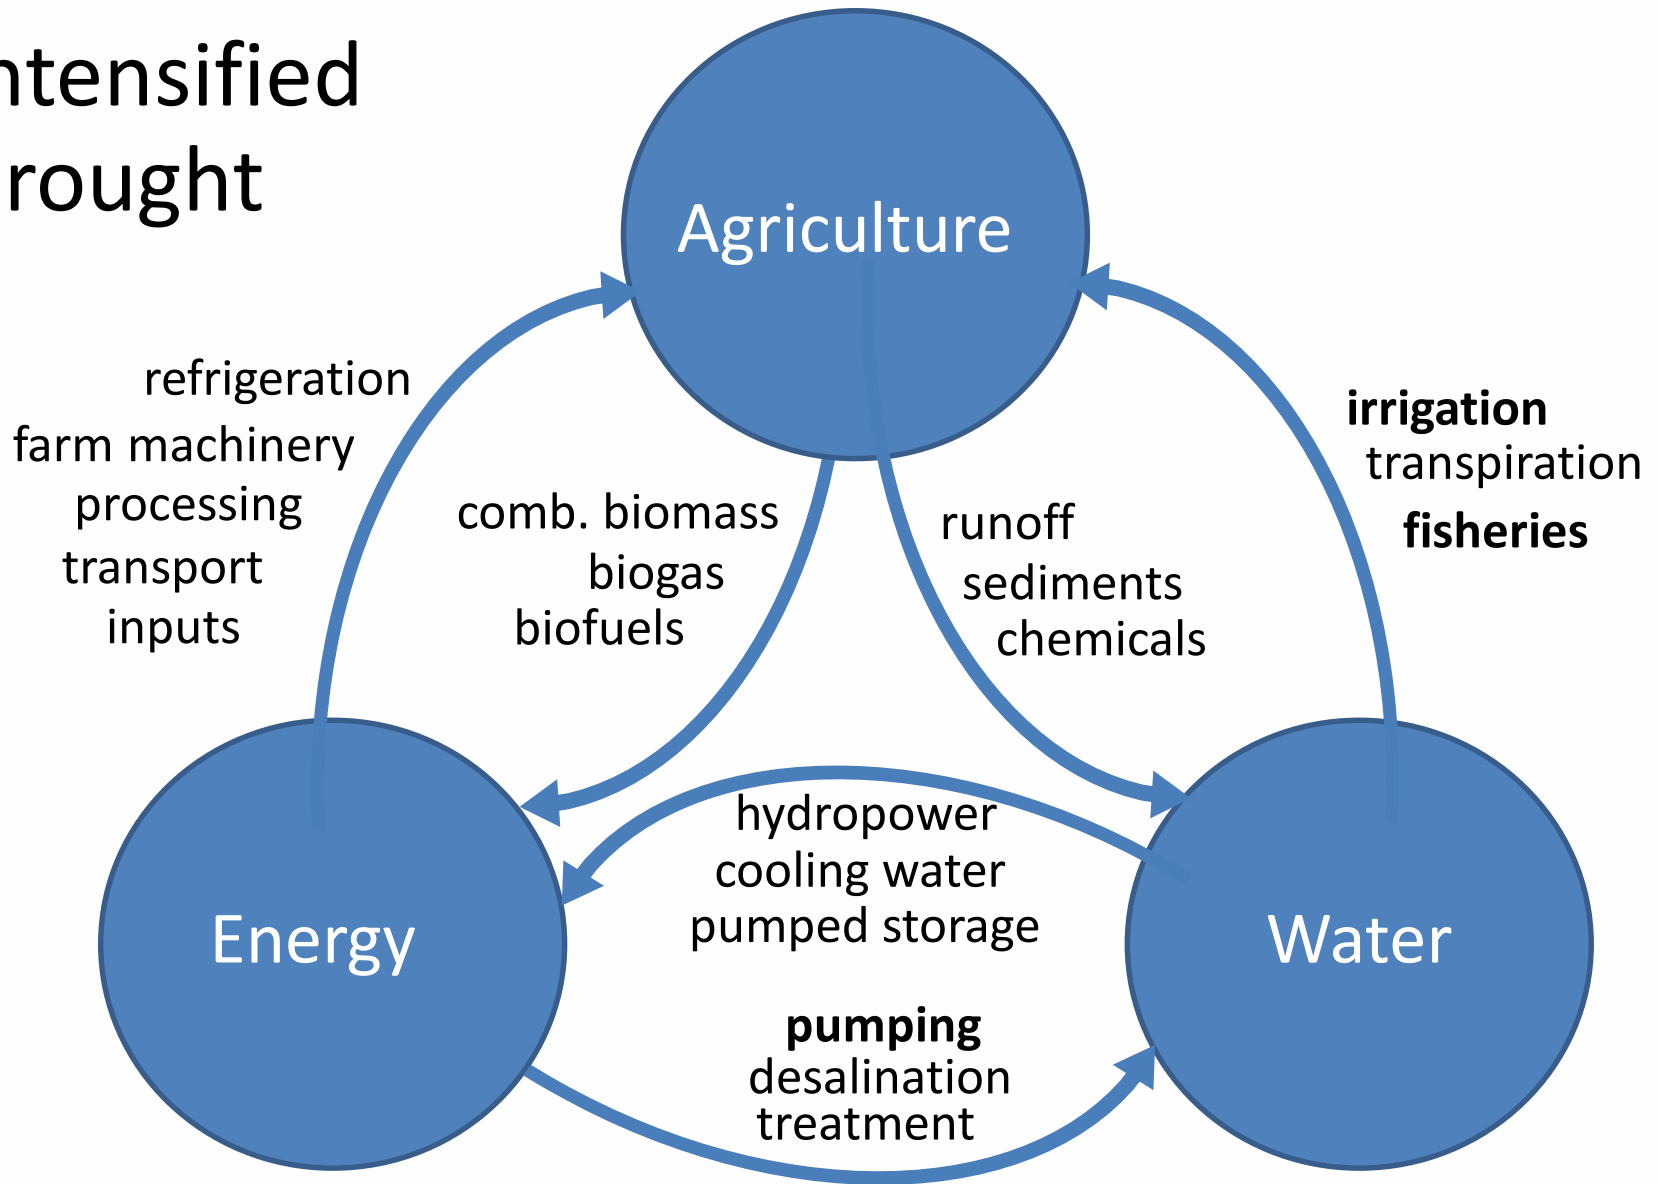 ntensified
rought
Agriculture
refrigeration
farm machinery
processing
transport
inputs
comb. biomass
biogas
biofuels
runoff
sediments
chemicals
irrigation
transpiration
fisheries
hydropower
cooling water
pumped storage
Energy
Water
pumping
desalination
treatment